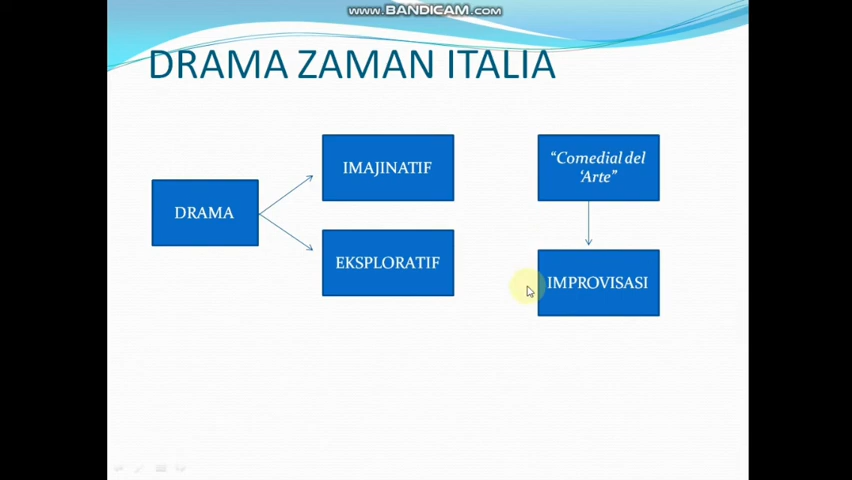 www.BANDICAM.com
DRAMA ZAMAN ITALIA
DRAMA
IMAJINATIF
EKSPLORATIF
“Comedial del
‘Arte”
IMPROVISASI